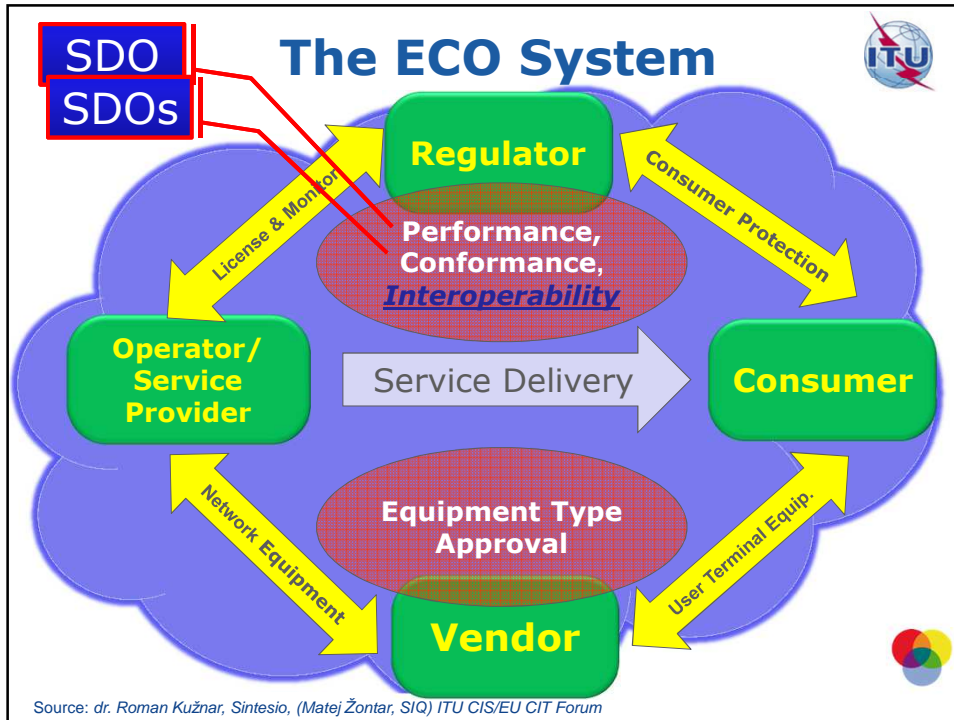 SDO
SDOs
The ECO System
ITU
Regulator
License & Monitor
Consumer Protection
Performance,
Conformance,
Interoperability
Operator/
Service
Provider
Service Delivery
Consumer
Equipment Type
Approval
Network Equipment
User Terminal Equip.
Vendor
Source: dr. Roman Kužnar, Sintesio, (Matej Žontar, SIQ) ITU CIS/EU CIT Forum